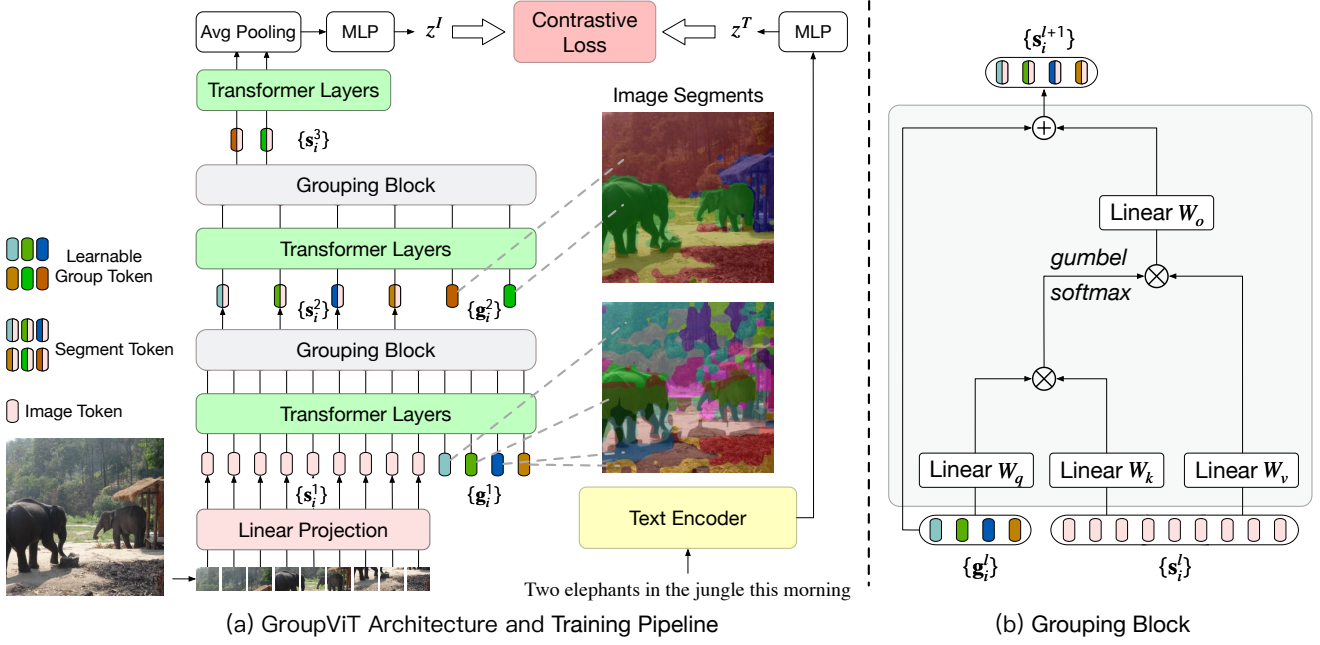 Avg Pooling
MLP
z^I
Contrastive
Loss
z^T
MLP
Transformer Layers
Image Segments
{s_i^3}
Grouping Block
Learnable
Group Token
Transformer Layers
{s_i^2}
{g_i^2}
Segment Token
Grouping Block
Image Token
Transformer Layers
{s_i^1}
{g_i^1}
Linear Projection
Text Encoder
Two elephants in the jungle this morning
(a) GroupViT Architecture and Training Pipeline
{s_i^{l+1}}
Linear W_o
gumbel
softmax
Linear W_q
Linear W_k
Linear W_v
{g_i^l}
{s_i^l}
(b) Grouping Block